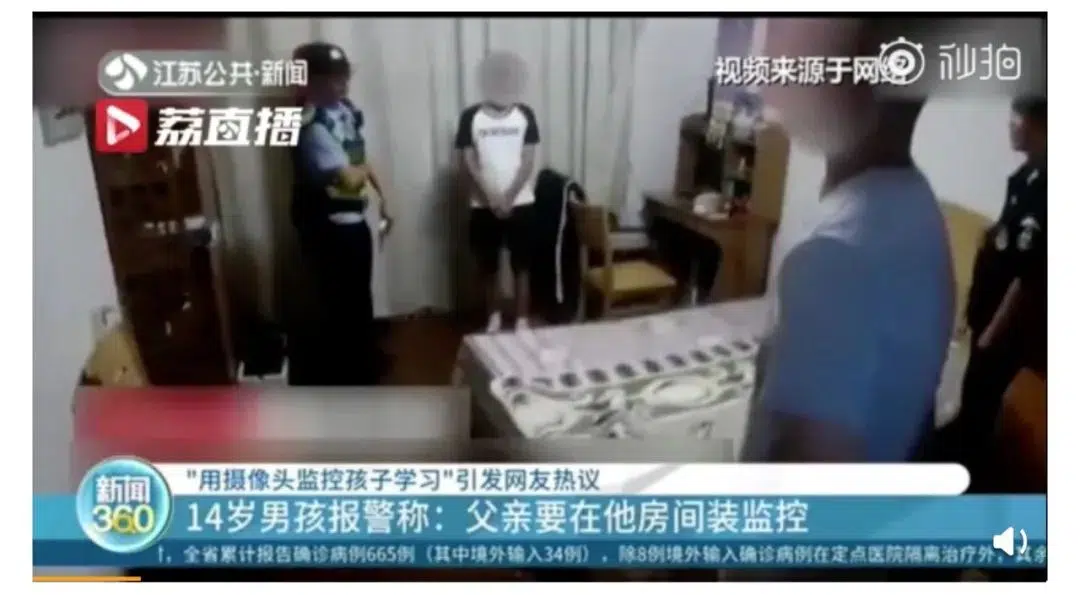 江苏公共·新闻
荔直播
视频来源于网络
秒拍
"用摄像头监控孩子学习"引发网友热议
新闻
360
14岁男孩报警称：父亲要在他房间装监控
全省累计报告确诊病例665例（其中境外输入34例），除8例境外输入确诊病例在定点医院隔离治疗外，其余